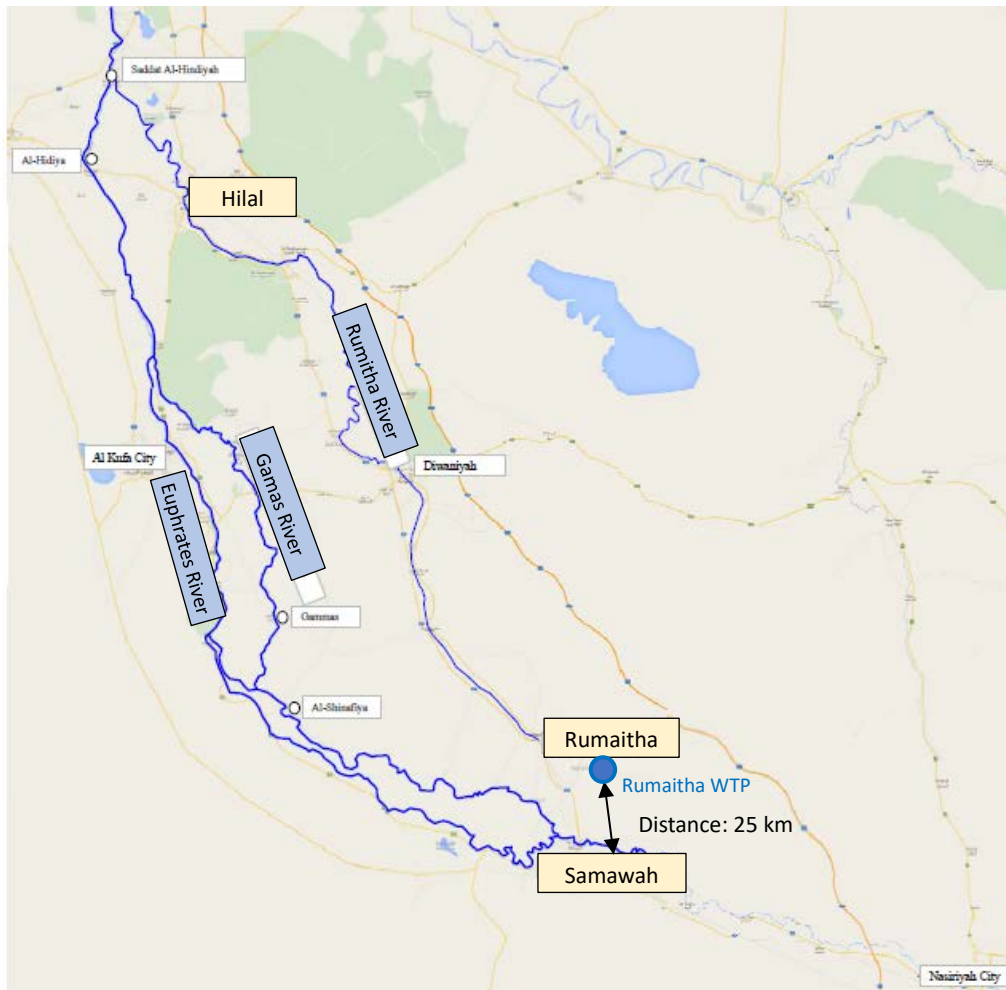 Saddat Al-Hindiyah
Al-Hidiya
Hilal
Rumitha River
Al Kufa City
Diwaniyah
Gamas River
Euphrates River
Gammas
Al-Shinafiya
Rumaitha
Rumaitha WTP
Distance: 25 km
Samawah
Nasiriyah City